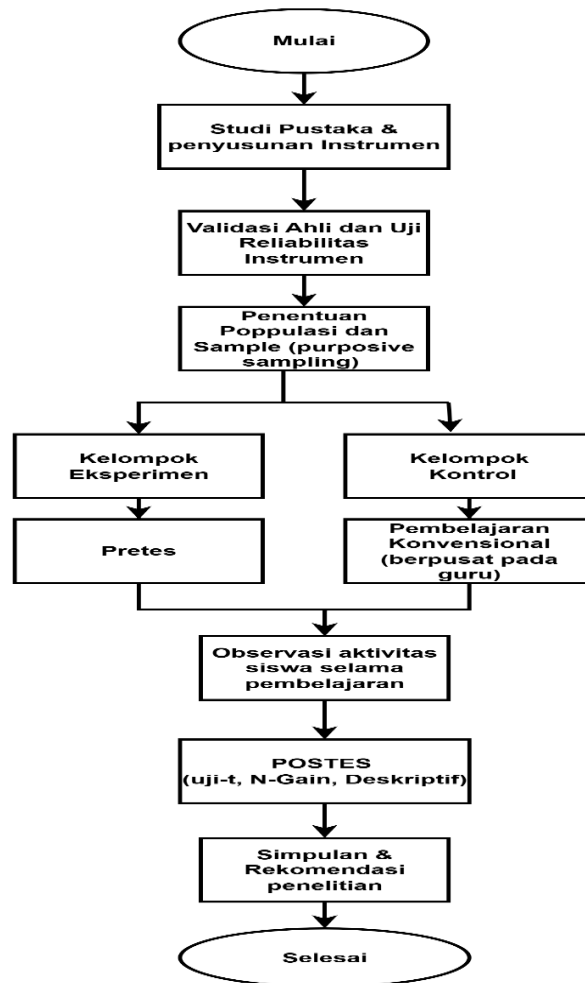 Mulai
Studi Pustaka &
penyusunan Instrumen
Validasi Ahli dan Uji
Reliabilitas
Instrumen
Penentuan
Poppulasi dan
Sample (purposive
sampling)
Kelompok
Eksperimen
Kelompok
Kontrol
Pretes
Pembelajaran
Konvensional
(berpusat pada
guru)
Observasi aktivitas
siswa selama
pembelajaran
POSTES
(uji-t, N-Gain, Deskriptif)
Simpulan &
Rekomendasi
penelitian
Selesai